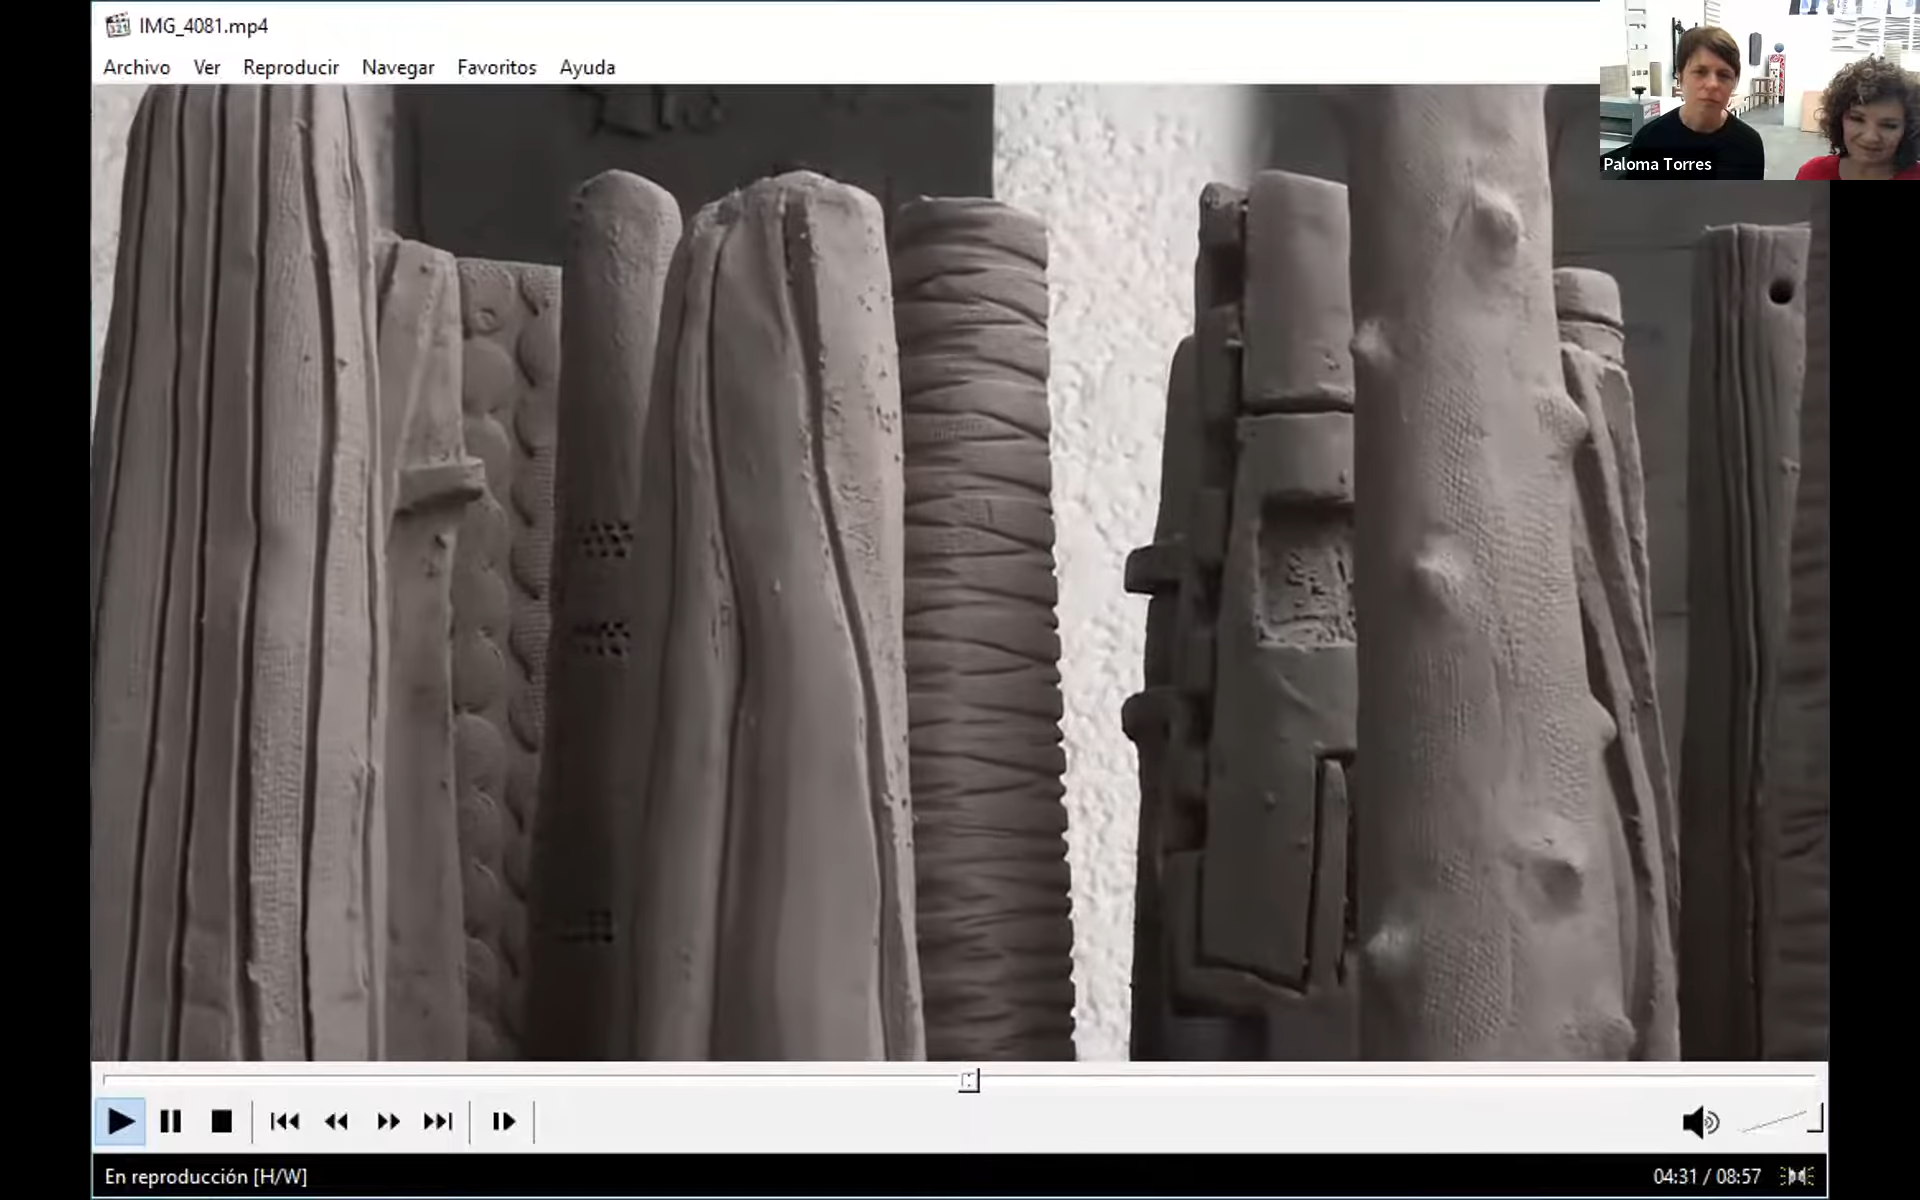 IMG_4081.mp4
Archivo Ver Reproducir Navegar Favoritos Ayuda
Paloma Torres
En reproducción [H/W]
04:31 / 08:57